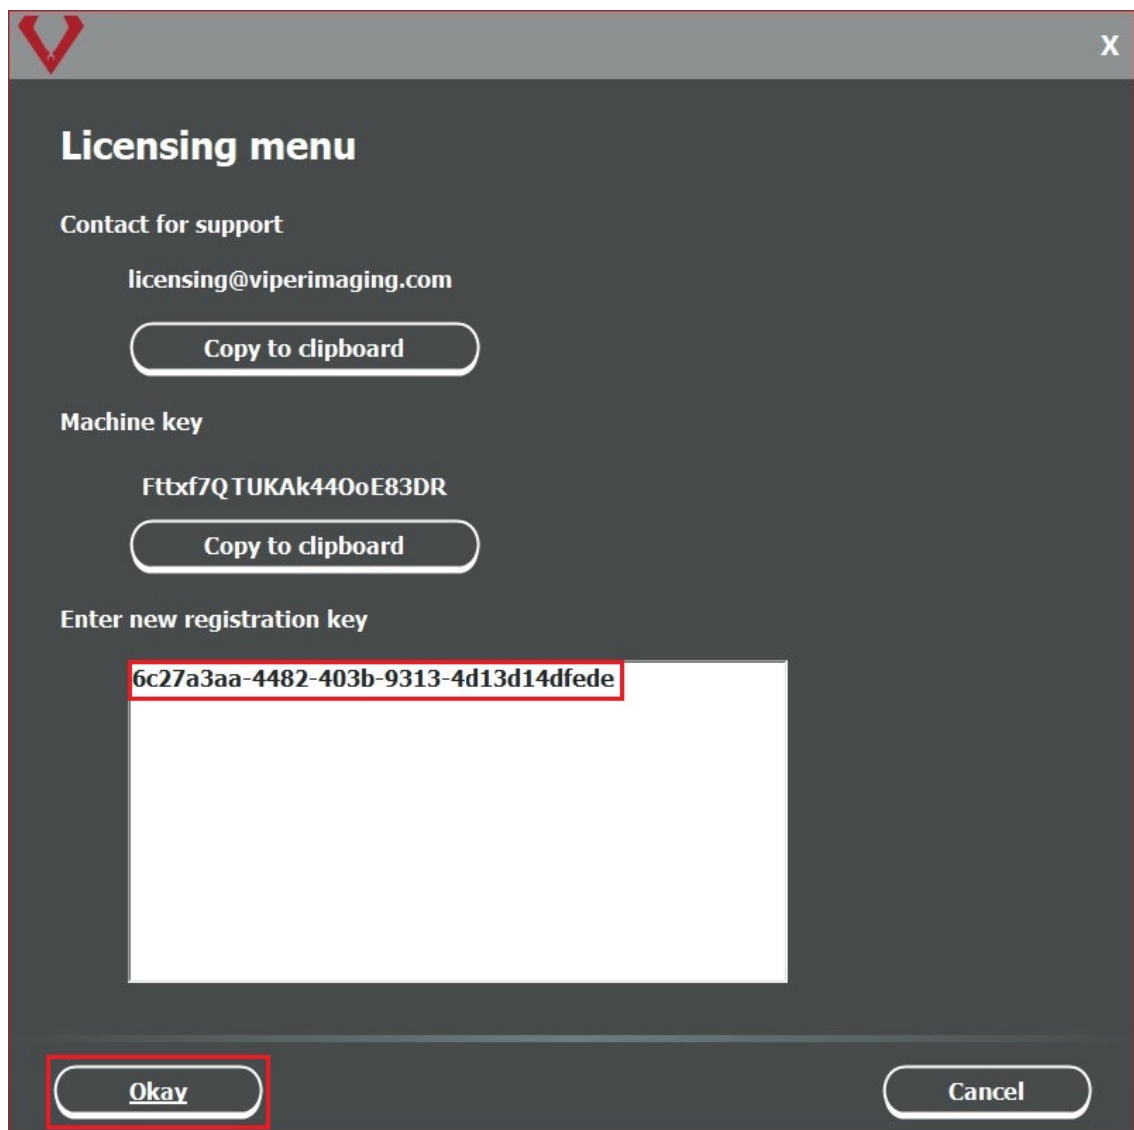 X
Licensing menu
Contact for support
licensing@viperimaging.com
Copy to clipboard
Machine key
Fttxf7QTUKAk44OoE83DR
Copy to clipboard
Enter new registration key
6c27a3aa-4482-403b-9313-4d13d14dfede
Okay
Cancel